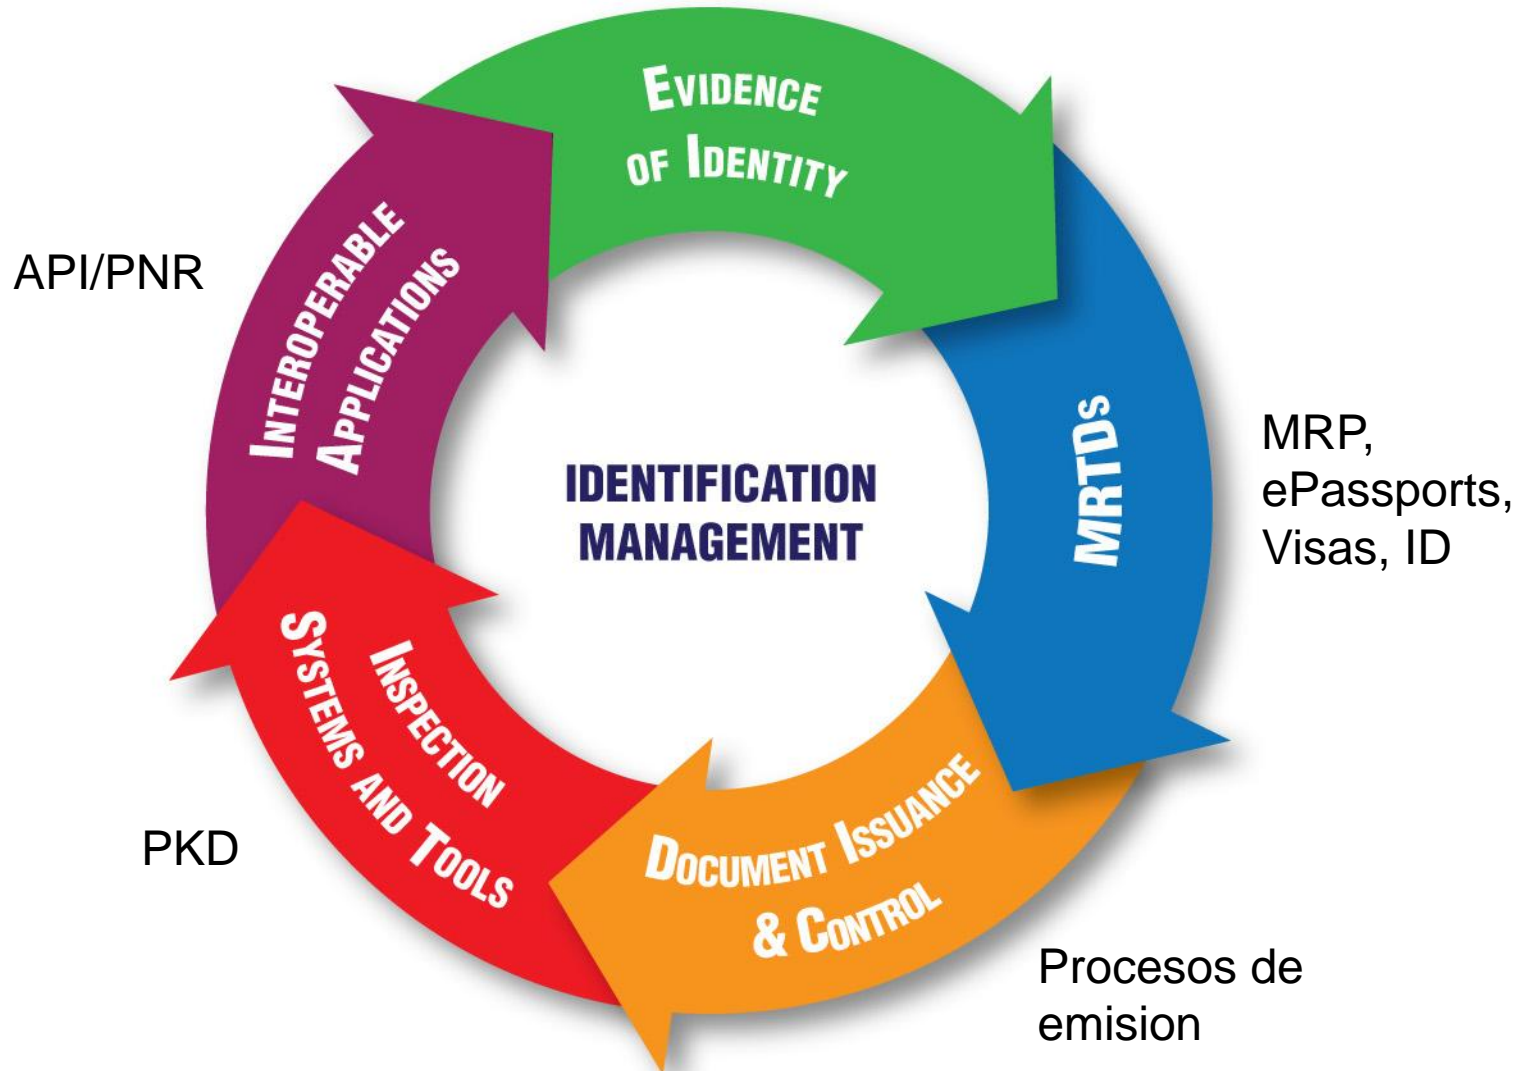 EVIDENCE
OF IDENTITY
API/PNR
INTEROPERABLE
APPLICATIONS
MRTDs
MRP,
ePassports,
Visas, ID
IDENTIFICATION
MANAGEMENT
INSPECTION
SYSTEMS AND TOOLS
PKD
DOCUMENT ISSUANCE
& CONTROL
Procesos de
emision